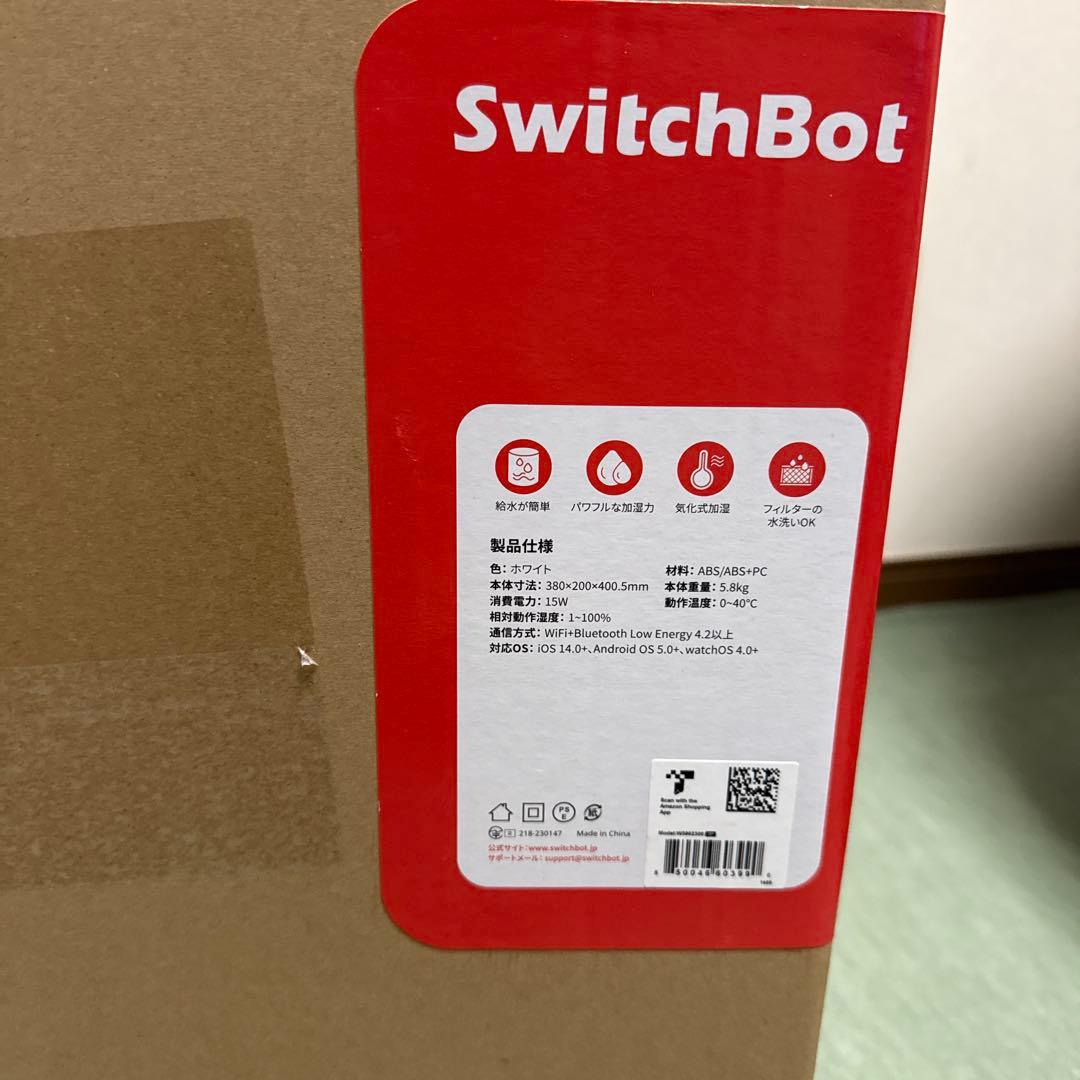 SwitchBot
給水が簡単
パワフルな加湿力
気化式加湿
フィルターの
水洗いOK
製品仕様
色：ホワイト
材料：ABS/ABS+PC
本体寸法：380×200×400.5mm
本体重量：5.8kg
消費電力：15W
動作温度：0~40℃
相対動作湿度：1~100%
通信方式：WiFi+Bluetooth Low Energy 4.2以上
対応OS：iOS 14.0+、Android OS 5.0+、watchOS 4.0+
PS
E
紙
218-230147
Made in China
公式サイト：www.switchbot.jp
サポートメール：support@switchbot.jp
Scan with the
Amazon Shopping
App